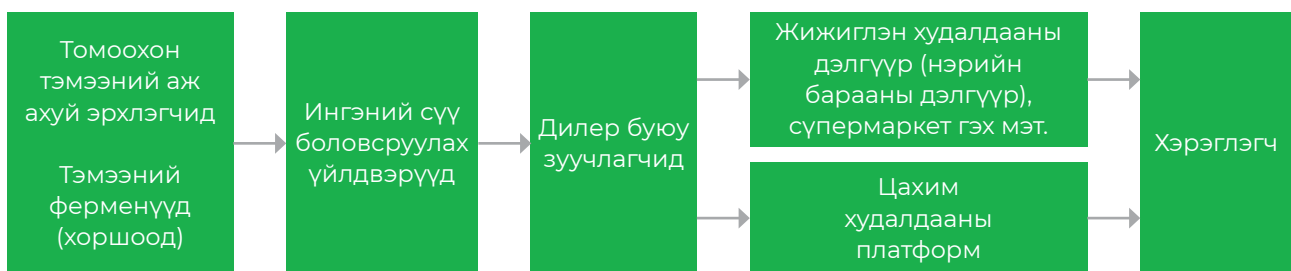 Томоохон
тэмээний аж
ахуй эрхлэгчид
Тэмээний
ферменүүд
(хоршоод)
Ингэний сүү
боловсруулах
үйлдвэрүүд
Дилер буюу
зуучлагчид
Жижиглэн худалдааны
дэлгүүр (нэрийн
барааны дэлгүүр),
сүпермаркет гэх мэт.
Цахим
худалдааны
платформ
Хэрэглэгч